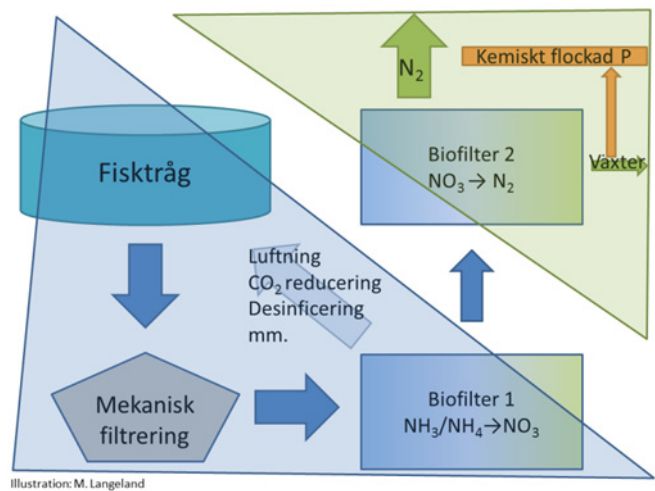 N₂
Kemiskt flockad P
Fisktråg
Biofilter 2
NO₃ → N₂
Växter
Luftning
CO₂ reducering
Desinficering
mm.
Mekanisk
filtrering
Biofilter 1
NH₃/NH₄→NO₃
Illustration: M. Langeland